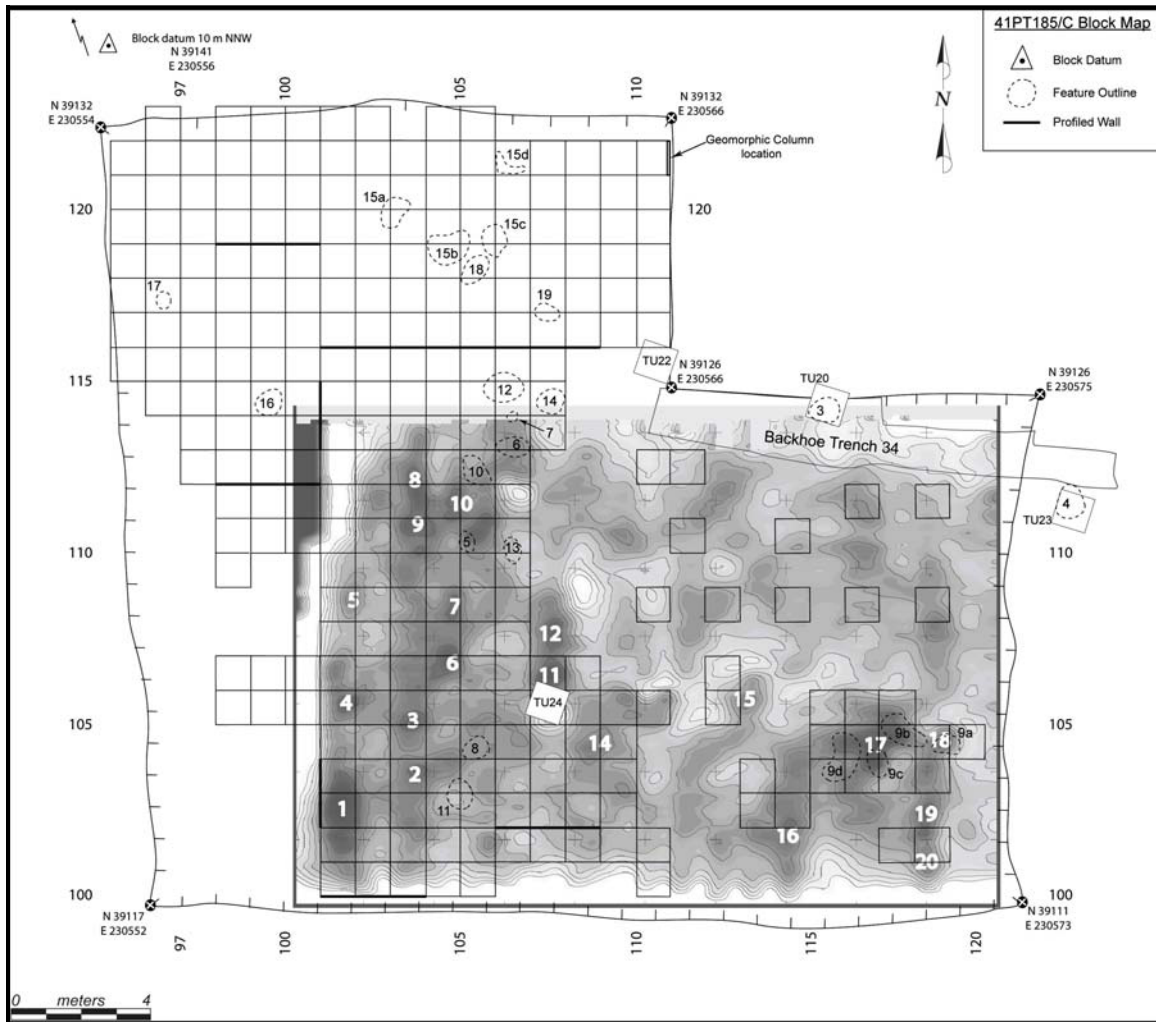 41PT185/C Block Map
Block Datum
Feature Outline
Profiled Wall
Block datum 10 m NNW
N 39141
E 230556
97
100
105
110
N 39132
E 230554
N 39132
E 230566
Geomorphic Column
location
N
15d
15a
15c
15b
18
120
120
17
19
TU22
N 39126
E 230566
TU20
N 39126
E 230575
115
16
12
14
3
7
6
Backhoe Trench 34
10
8
10
9
4
TU23
5
13
110
110
5
7
12
6
11
4
15
TU24
105
3
105
14
9b
9a
17
18
8
2
9d
9c
11
1
19
16
20
100
100
N 39117
E 230552
N 39111
E 230573
97
100
105
110
115
120
0 meters 4